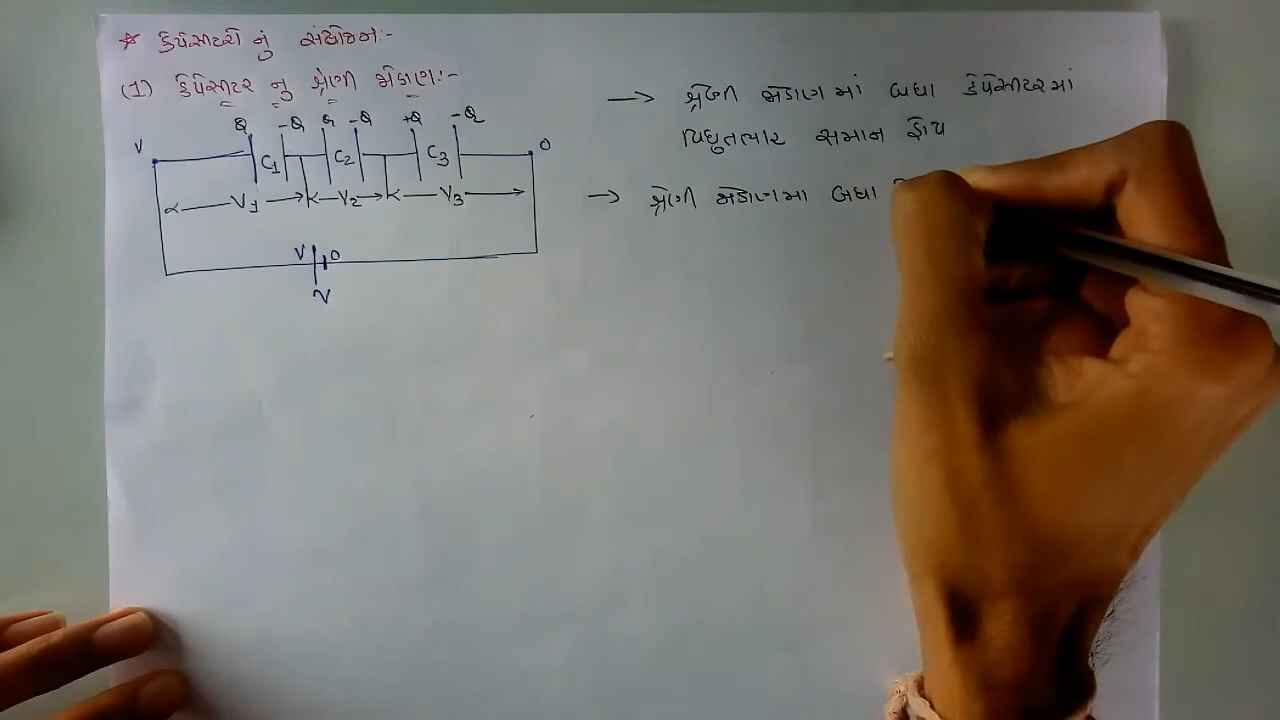 * કેપેસીટરો નું સંયોજન:-
(1) કેપેસીટર નુ શ્રેણી જોડાણ:-
Q -Q Q -Q +Q -Q
V C1 C2 C3 0
V1 V2 V3
V 0
V
→ શ્રેણી જોડાણ માં બધા કેપેસીટરમાં
વિધુતભાર સમાન હોય
→ શ્રેણી જોડાણમા બધા